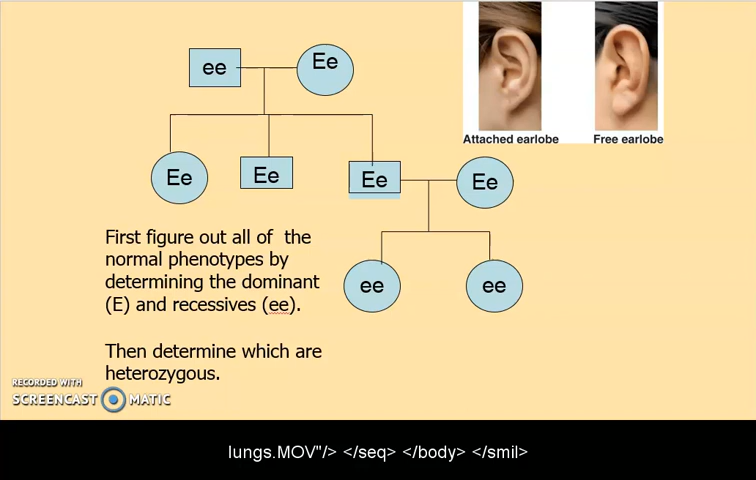 ee
Ee
Attached earlobe
Free earlobe
Ee
Ee
Ee
Ee
First figure out all of the
normal phenotypes by
determining the dominant
(E) and recessives (ee).
ee
ee
Then determine which are
heterozygous.
RECORDED WITH
SCREENCAST MATIC
lungs.MOV"/> </seq> </body> </smil>